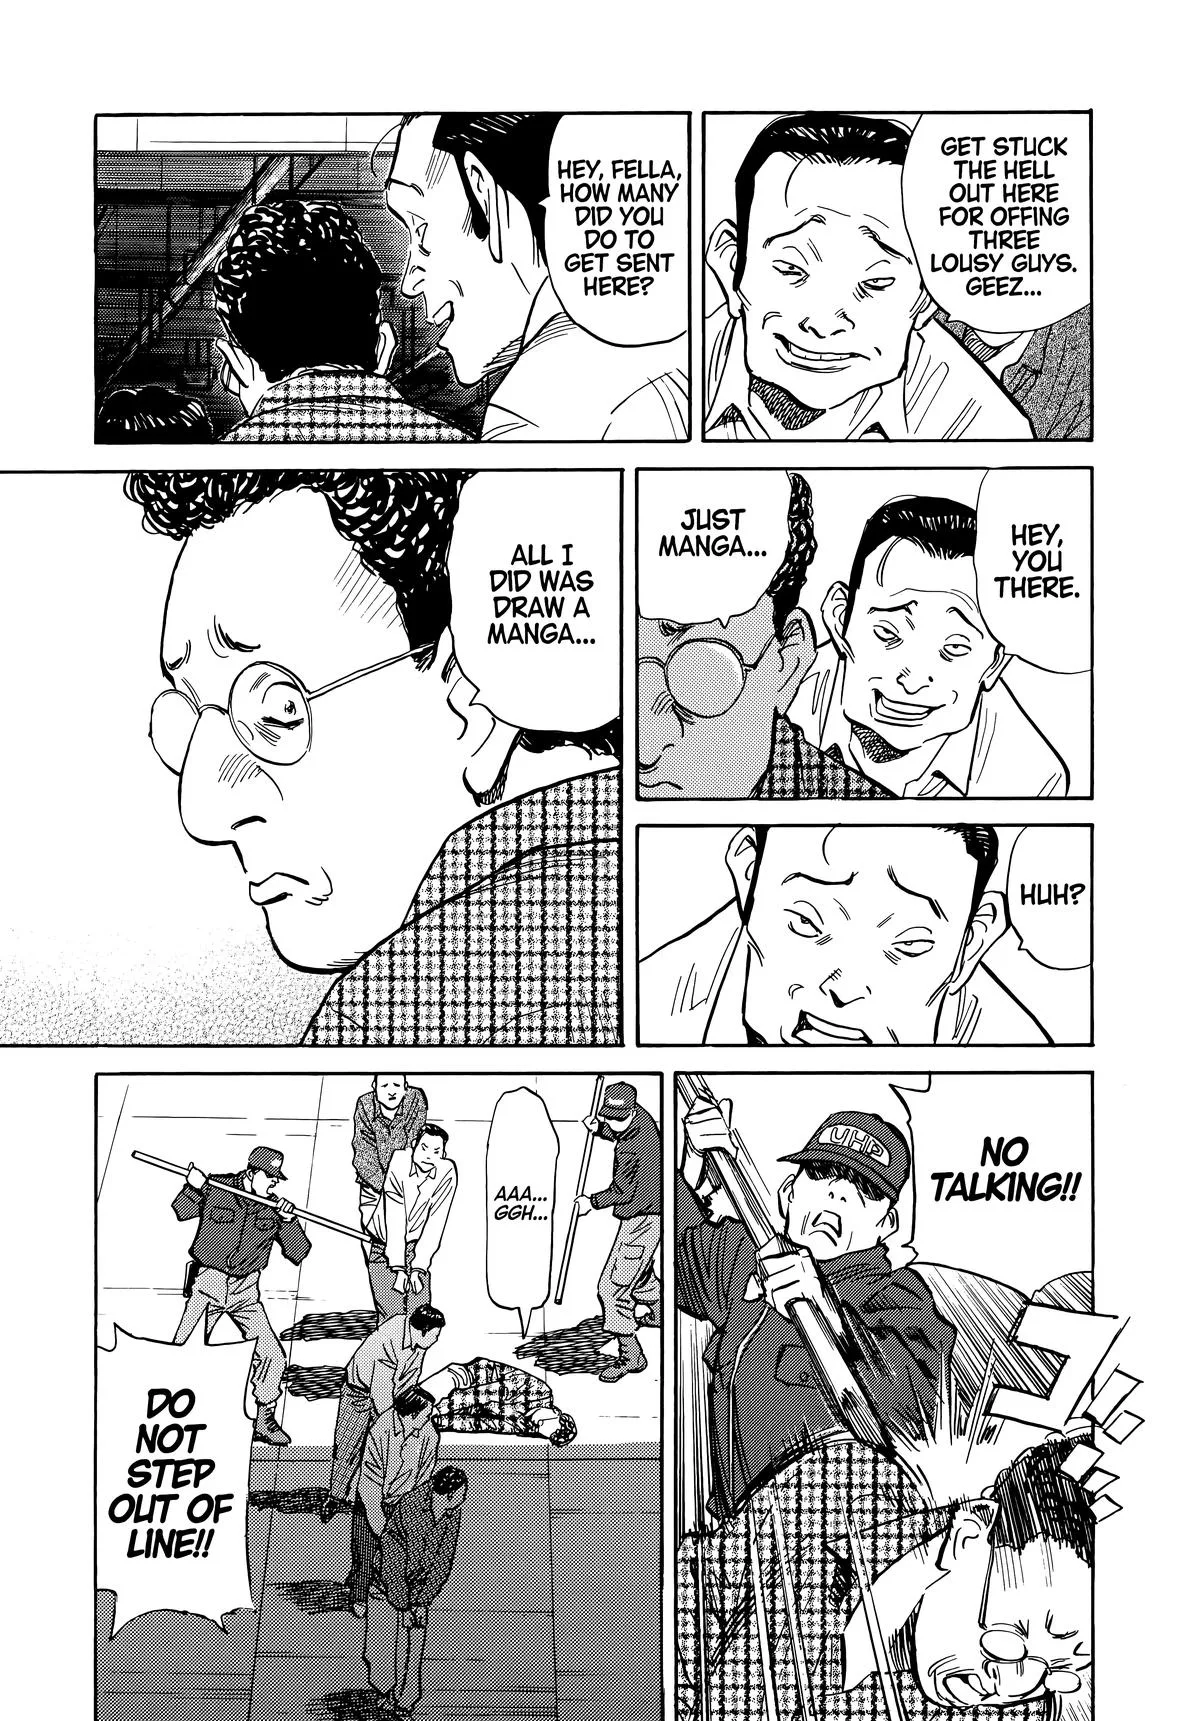 GET STUCK
THE HELL
OUT HERE
FOR OFFING
THREE
LOUSY GUYS.
GEEZ...
HEY, FELLA,
HOW MANY
DID YOU
DO TO
GET SENT
HERE?
HEY,
YOU
THERE.
JUST
MANGA...
HUH?
ALL I
DID WAS
DRAW A
MANGA...
NO
TALKING!!
UHP
ゴッ
AAA...
GGH...
DO
NOT
STEP
OUT OF
LINE!!